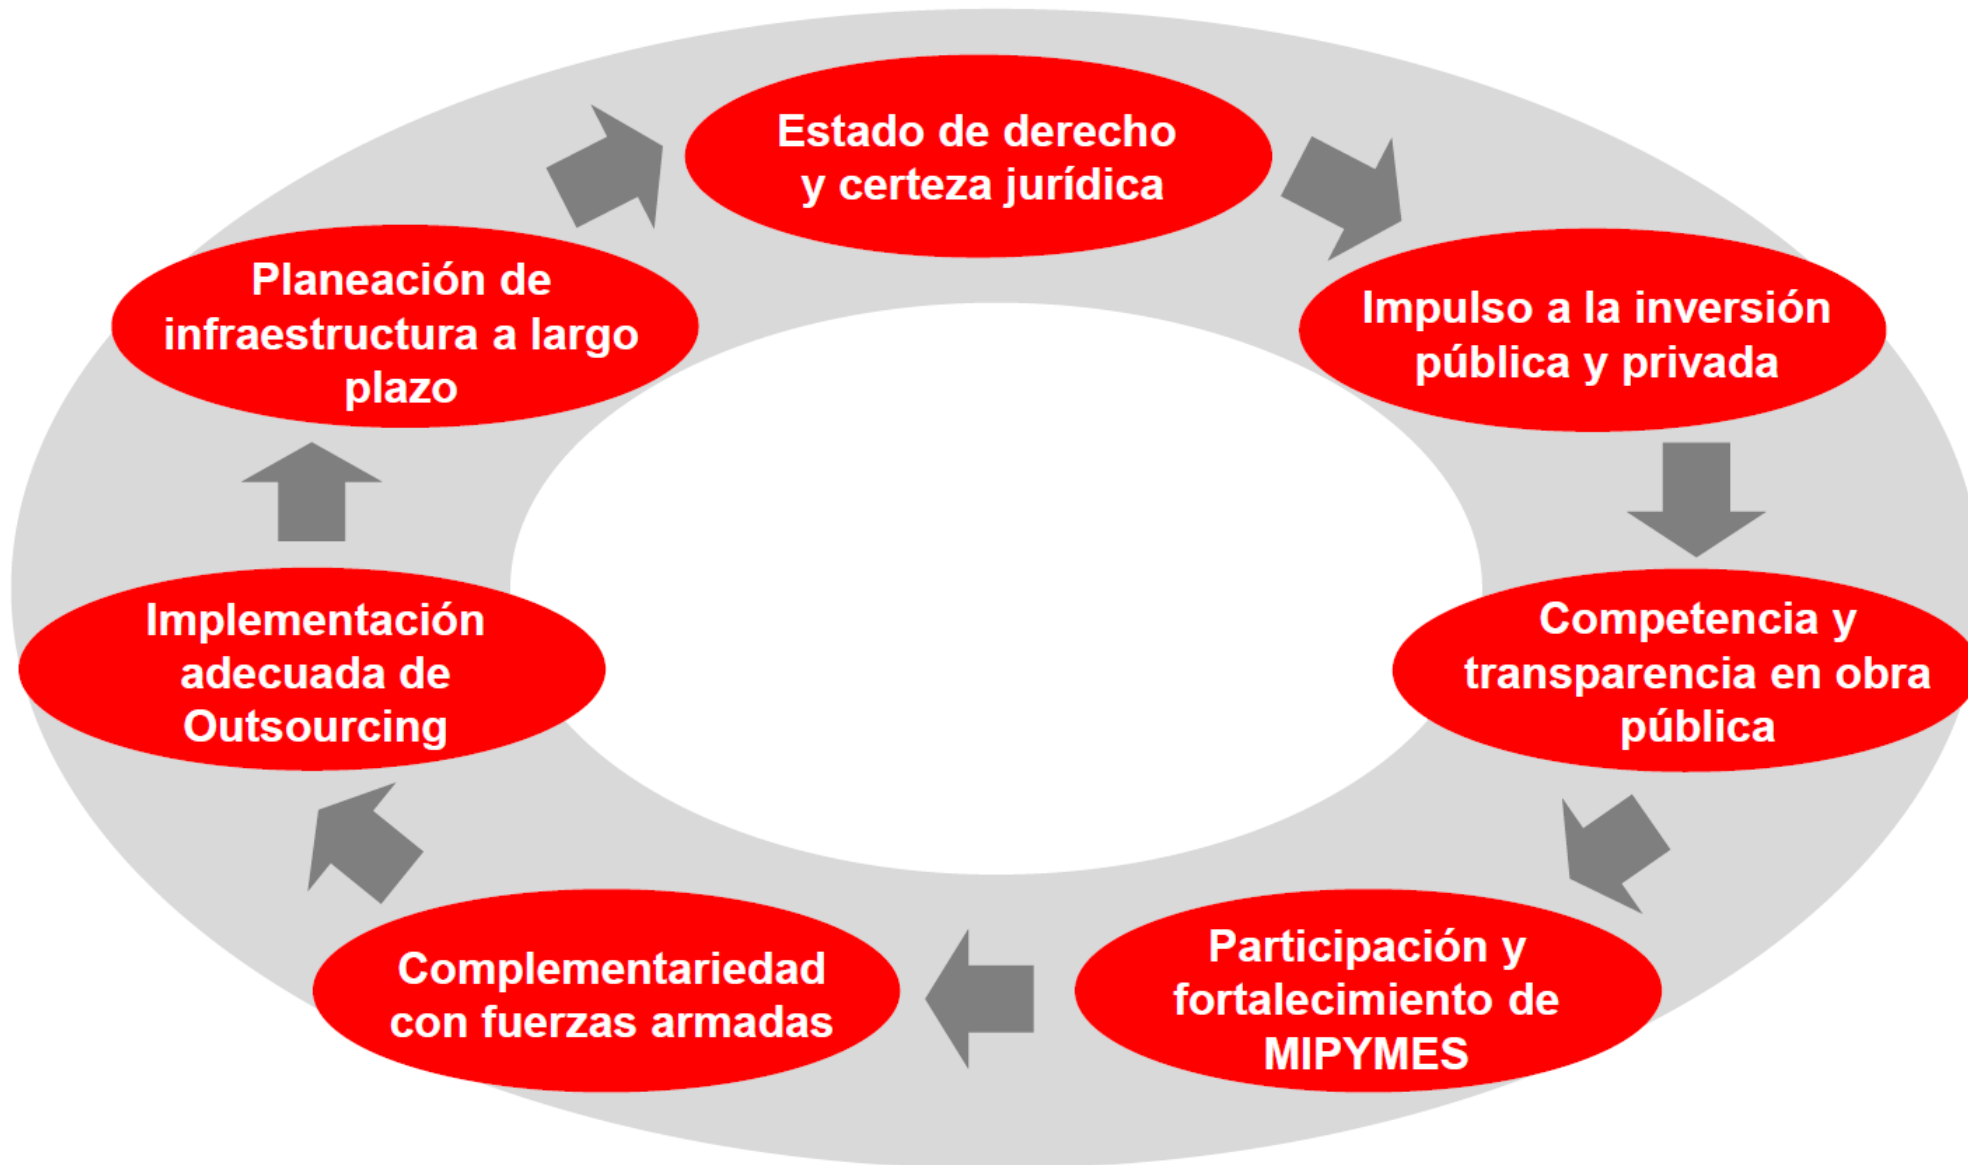 Estado de derecho
y certeza jurídica
Impulso a la inversión
pública y privada
Competencia y
transparencia en obra
pública
Participación y
fortalecimiento de
MIPYMES
Complementariedad
con fuerzas armadas
Implementación
adecuada de
Outsourcing
Planeación de
infraestructura a largo
plazo